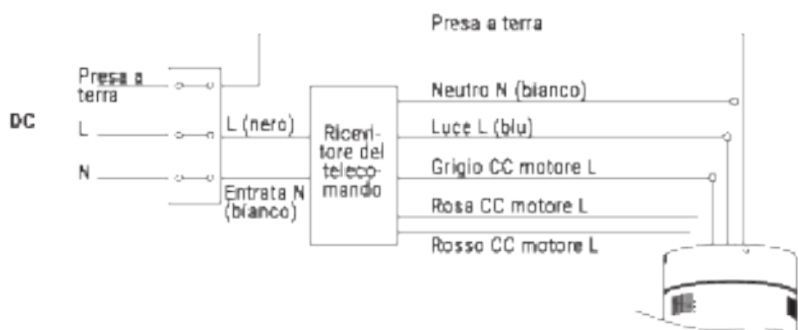 Presa a terra
Presa a
terra
DC
L
N
L (nero)
Entrata N
(bianco)
Ricevi-
tore del
teleco-
mando
Neutro N (bianco)
Luce L (blu)
Grigio CC motore L
Rosa CC motore L
Rosso CC motore L